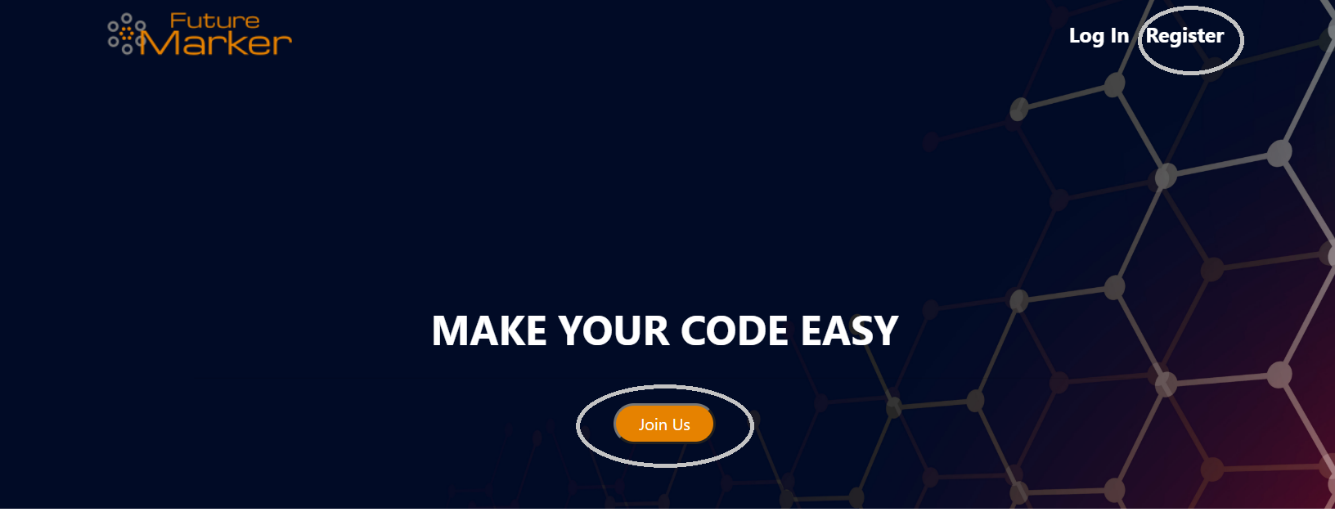 Future
Marker
Log In Register
MAKE YOUR CODE EASY
Join Us